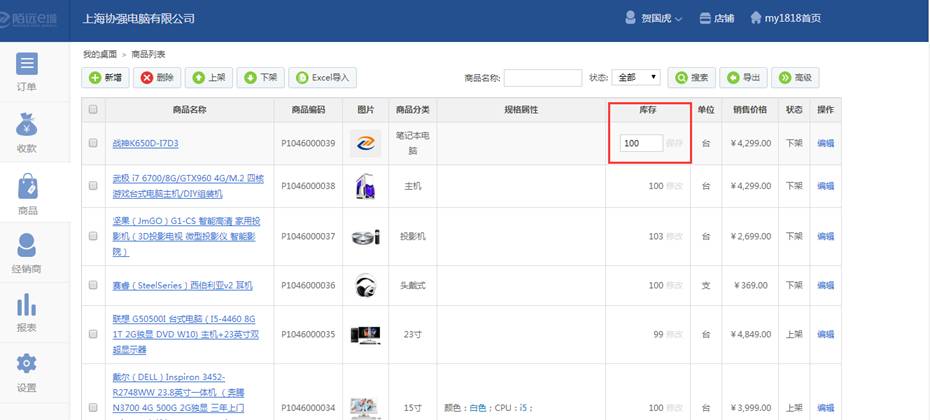 陌远e城 上海协强电脑有限公司 贺国虎 店铺 my1818首页
我的桌面 > 商品列表
新增 删除 上架 下架 Excel导入 商品名称: 状态: 全部 搜索 导出 高级
订单
收款
商品
经销商
报表
设置
商品名称 商品编码 图片 商品分类 规格属性 库存 单位 销售价格 状态 操作
战神K650D-I7D3 P1046000039 笔记本电
脑 100 保存 台 ¥4,299.00 下架 编辑
武极 i7 6700/8G/GTX960 4G/M.2 四核
游戏台式电脑主机/DIY组装机 P1046000038 主机 100 修改 台 ¥4,299.00 下架 编辑
坚果（JmGO）G1-CS 智能高清 家用投
影机（3D投影电视 微型投影仪 智能影
院） P1046000037 投影机 103 修改 台 ¥2,699.00 下架 编辑
赛睿（SteelSeries）西伯利亚v2 耳机 P1046000036 头戴式 100 修改 支 ¥369.00 下架 编辑
联想 G50500I 台式电脑（I5-4460 8G
1T 2G独显 DVD W10) 主机+23英寸双
超显示器 P1046000035 23寸 99 修改 台 ¥4,849.00 上架 编辑
戴尔（DELL）Inspiron 3452-
R2748WW 23.8英寸一体机 （奔腾
N3700 4G 500G 2G独显 三年上门 P1046000034 15寸 颜色：白色；CPU：i5； 100 修改 台 ¥3,999.00 上架 编辑